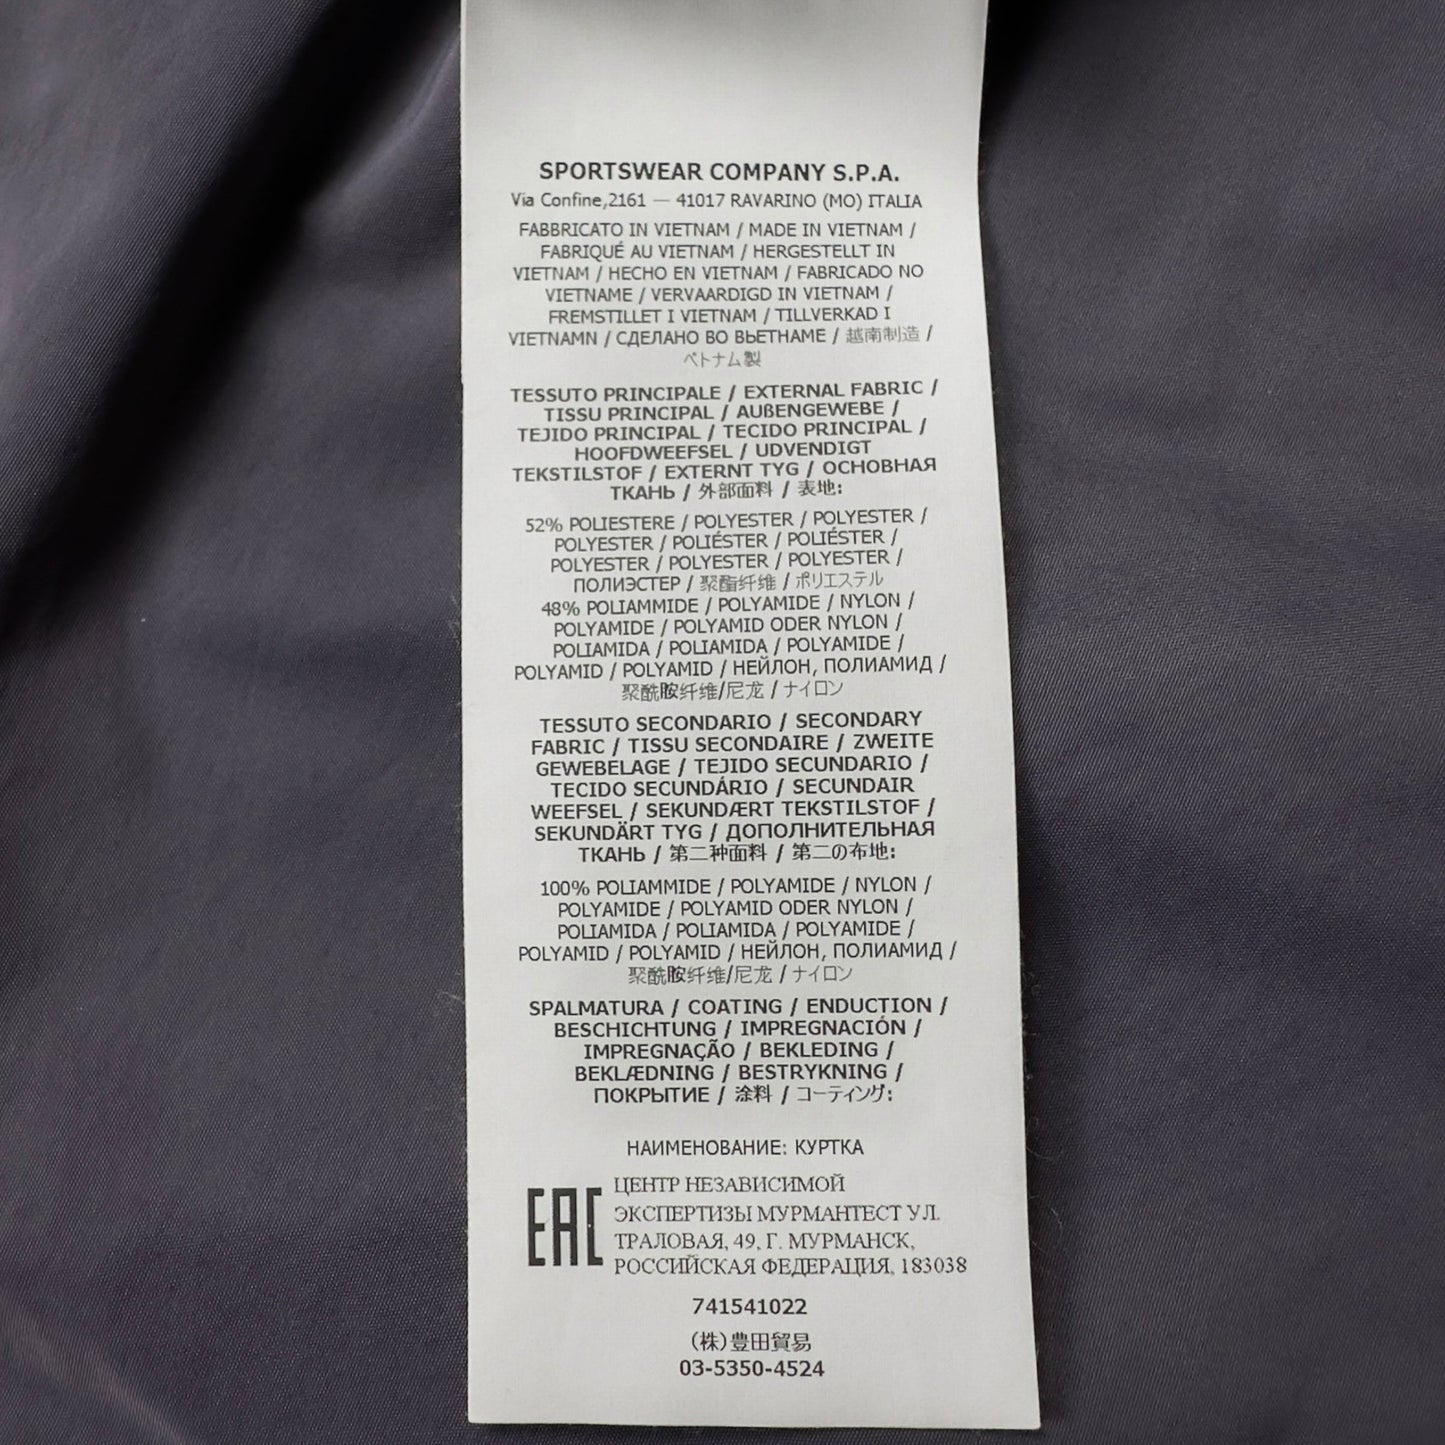 SPORTSWEAR COMPANY S.P.A.
Via Confine,2161 — 41017 RAVARINO (MO) ITALIA
FABBRICATO IN VIETNAM / MADE IN VIETNAM /
FABRIQUÉ AU VIETNAM / HERGESTELLT IN
VIETNAM / HECHO EN VIETNAM / FABRICADO NO
VIETNAME / VERVAARDIGD IN VIETNAM /
FREMSTILLET I VIETNAM / TILLVERKAD I
VIETNAMN / СДЕЛАНО ВО ВЬЕТНАМЕ / 越南制造 /
ベトナム製
TESSUTO PRINCIPALE / EXTERNAL FABRIC /
TISSU PRINCIPAL / AUßENGEWEBE /
TEJIDO PRINCIPAL / TECIDO PRINCIPAL /
HOOFDWEEFSEL / UDVENDIGT
TEKSTILSTOF / EXTERNT TYG / ОСНОВНАЯ
ТКАНЬ / 外部面料 / 表地:
52% POLIESTERE / POLYESTER / POLYESTER /
POLYESTER / POLIÉSTER / POLIÉSTER /
POLYESTER / POLYESTER / POLYESTER /
ПОЛИЭСТЕР / 聚酯纤维 / ポリエステル
48% POLIAMMIDE / POLYAMIDE / NYLON /
POLYAMIDE / POLYAMID ODER NYLON /
POLIAMIDA / POLIAMIDA / POLYAMIDE /
POLYAMID / POLYAMID / НЕЙЛОН, ПОЛИАМИД /
聚酰胺纤维/尼龙 / ナイロン
TESSUTO SECONDARIO / SECONDARY
FABRIC / TISSU SECONDAIRE / ZWEITE
GEWEBELAGE / TEJIDO SECUNDARIO /
TECIDO SECUNDÁRIO / SECUNDAIR
WEEFSEL / SEKUNDÆRT TEKSTILSTOF /
SEKUNDÄRT TYG / ДОПОЛНИТЕЛЬНАЯ
ТКАНЬ / 第二种面料 / 第二の布地:
100% POLIAMMIDE / POLYAMIDE / NYLON /
POLYAMIDE / POLYAMID ODER NYLON /
POLIAMIDA / POLIAMIDA / POLYAMIDE /
POLYAMID / POLYAMID / НЕЙЛОН, ПОЛИАМИД /
聚酰胺纤维/尼龙 / ナイロン
SPALMATURA / COATING / ENDUCTION /
BESCHICHTUNG / IMPREGNACIÓN /
IMPREGNAÇÃO / BEKLEDING /
BEKLÆDNING / BESTRYKNING /
ПОКРЫТИЕ / 涂料 / コーティング:
НАИМЕНОВАНИЕ: КУРТКА
EAC
ЦЕНТР НЕЗАВИСИМОЙ
ЭКСПЕРТИЗЫ МУРМАНТЕСТ УЛ.
ТРАЛОВАЯ, 49, Г. МУРМАНСК,
РОССИЙСКАЯ ФЕДЕРАЦИЯ, 183038
741541022
(株)豊田貿易
03-5350-4524